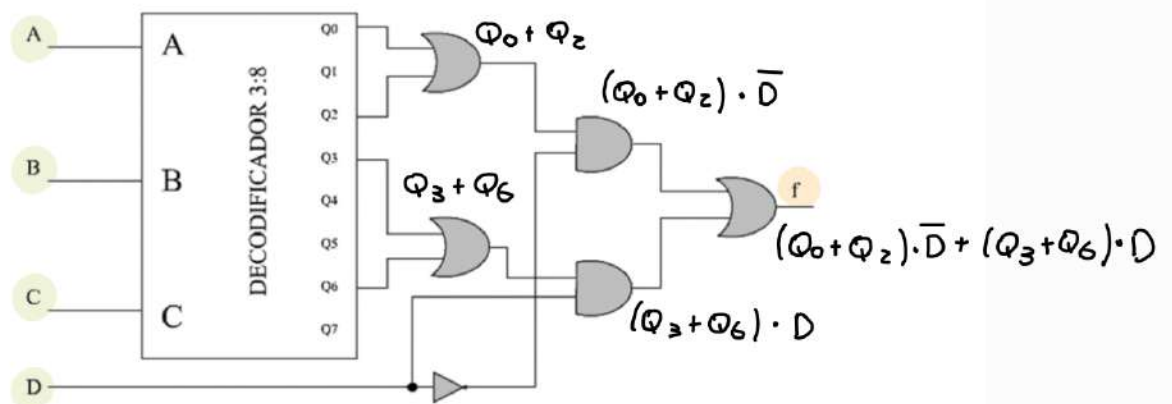 A
B
C
D
A
B
C
DECODIFICADOR 3:8
Q0
Q1
Q2
Q3
Q4
Q5
Q6
Q7
Q₀ + Q₂
(Q₀ + Q₂) · D̅
Q₃ + Q₆
(Q₃ + Q₆) · D
f
(Q₀ + Q₂) · D̅ + (Q₃ + Q₆) · D